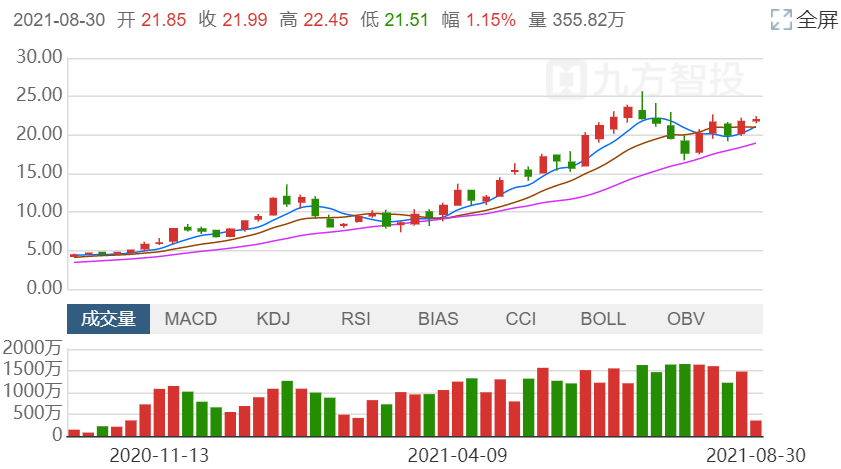 2021-08-30 开 21.85 收 21.99 高 22.45 低 21.51 幅 1.15% 量 355.82万 全屏
30.00
九方智投
25.00
20.00
15.00
10.00
5.00
0.00
成交量 MACD KDJ RSI BIAS CCI BOLL OBV
2000万
1500万
1000万
500万
0
2020-11-13 2021-04-09 2021-08-30